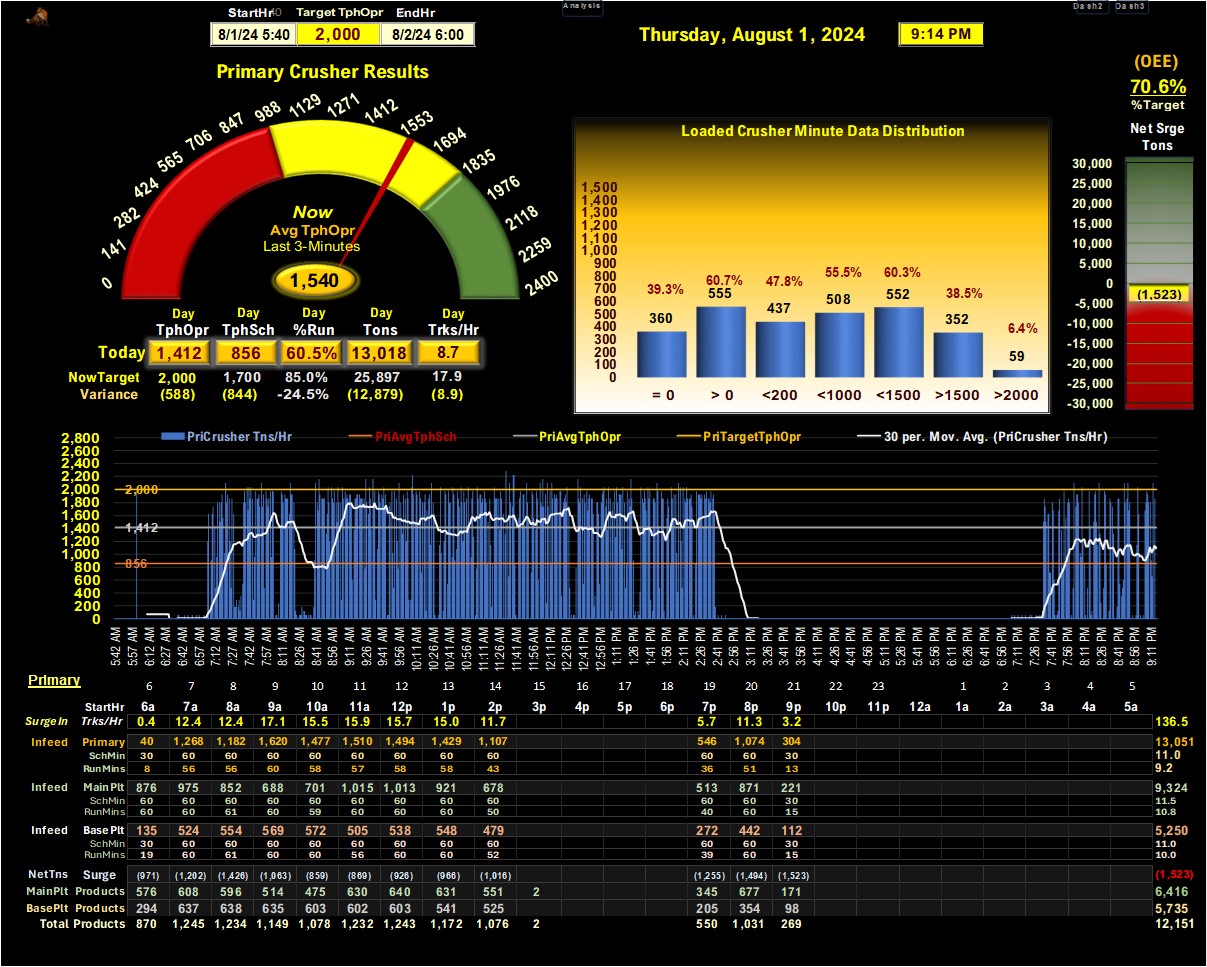 Analysis
Dash2 Dash3
StartHr Target TphOpr EndHr
8/1/24 5:40 2,000 8/2/24 6:00
Thursday, August 1, 2024 9:14 PM
(OEE)
70.6%
%Target
Net Srge
Tons
Primary Crusher Results
0 141 282 424 565 706 847 988 1129 1271 1412 1553 1694 1835 1976 2118 2259 2400
Now
Avg TphOpr
Last 3-Minutes
1,540
Day Day Day Day Day
TphOpr TphSch %Run Tons Trks/Hr
Today 1,412 856 60.5% 13,018 8.7
NowTarget 2,000 1,700 85.0% 25,897 17.9
Variance (588) (844) -24.5% (12,879) (8.9)
Loaded Crusher Minute Data Distribution
1,500
1,400
1,300
1,200
1,100
1,000
900
800
700
600
500
400
300
200
100
0
39.3% 60.7% 47.8% 55.5% 60.3% 38.5% 6.4%
360 555 437 508 552 352 59
= 0 > 0 <200 <1000 <1500 >1500 >2000
30,000
25,000
20,000
15,000
10,000
5,000
0
(1,523)
-5,000
-10,000
-15,000
-20,000
-25,000
-30,000
PriCrusher Tns/Hr PriAvgTphSch PriAvgTphOpr PriTargetTphOpr 30 per. Mov. Avg. (PriCrusher Tns/Hr)
2,800
2,600
2,400
2,200
2,000
1,800
1,600
1,400
1,200
1,000
800
600
400
200
0
2,000
1,412
856
5:42 AM 5:57 AM 6:12 AM 6:27 AM 6:42 AM 6:57 AM 7:12 AM 7:27 AM 7:42 AM 7:57 AM 8:11 AM 8:26 AM 8:41 AM 8:56 AM 9:11 AM 9:26 AM 9:41 AM 9:56 AM 10:11 AM 10:26 AM 10:41 AM 10:56 AM 11:11 AM 11:26 AM 11:41 AM 11:56 AM 12:11 PM 12:26 PM 12:41 PM 12:56 PM 1:11 PM 1:26 PM 1:41 PM 1:56 PM 2:11 PM 2:26 PM 2:41 PM 2:56 PM 3:11 PM 3:26 PM 3:41 PM 3:56 PM 4:11 PM 4:26 PM 4:41 PM 4:56 PM 5:11 PM 5:26 PM 5:41 PM 5:56 PM 6:11 PM 6:26 PM 6:41 PM 6:56 PM 7:11 PM 7:26 PM 7:41 PM 7:56 PM 8:11 PM 8:26 PM 8:41 PM 8:56 PM 9:11 PM
Primary
6 7 8 9 10 11 12 13 14 15 16 17 18 19 20 21 22 23 1 2 3 4 5
StartHr 6a 7a 8a 9a 10a 11a 12p 1p 2p 3p 4p 5p 6p 7p 8p 9p 10p 11p 12a 1a 2a 3a 4a 5a
SurgeIn Trks/Hr 0.4 12.4 12.4 17.1 15.5 15.9 15.7 15.0 11.7 5.7 11.3 3.2 136.5
Infeed Primary 40 1,268 1,182 1,620 1,477 1,510 1,494 1,429 1,107 546 1,074 304 13,051
SchMin 30 60 60 60 60 60 60 60 60 60 60 30 11.0
RunMins 8 56 56 60 58 57 58 58 43 36 51 13 9.2
Infeed MainPlt 876 975 852 688 701 1,015 1,013 921 678 513 871 221 9,324
SchMin 60 60 60 60 60 60 60 60 60 60 60 30 11.5
RunMins 60 60 61 60 59 60 60 60 50 40 60 15 10.8
Infeed BasePlt 135 524 554 569 572 505 538 548 479 272 442 112 5,250
SchMin 30 60 60 60 60 60 60 60 60 60 60 30 11.0
RunMins 19 60 61 60 60 56 60 60 52 39 60 15 10.0
NetTns Surge (971) (1,202) (1,426) (1,063) (859) (869) (926) (966) (1,016) (1,255) (1,494) (1,523) (1,523)
MainPlt Products 576 608 596 514 475 630 640 631 551 2 345 677 171 6,416
BasePlt Products 294 637 638 635 603 602 603 541 525 205 354 98 5,735
Total Products 870 1,245 1,234 1,149 1,078 1,232 1,243 1,172 1,076 2 550 1,031 269 12,151